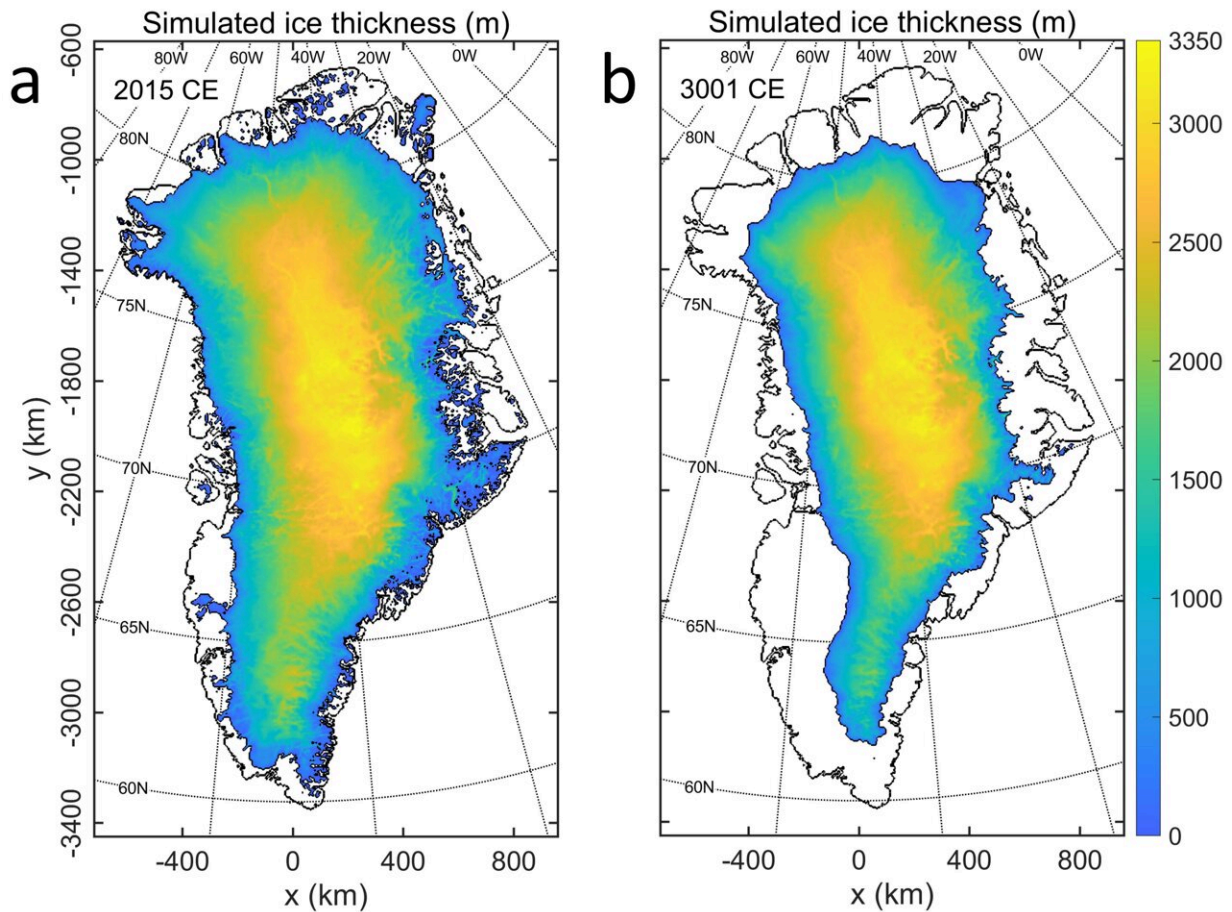 Simulated ice thickness (m)
a
2015 CE
80W
60W
40W
20W
0W
80N
75N
70N
65N
60N
0W
-600
-1000
-1400
-1800
-2200
-2600
-3000
-3400
y (km)
-400
0
400
800
x (km)
Simulated ice thickness (m)
b
3001 CE
80W
60W
40W
20W
0W
80N
75N
70N
65N
60N
0W
-400
0
400
800
x (km)
3350
3000
2500
2000
1500
1000
500
0